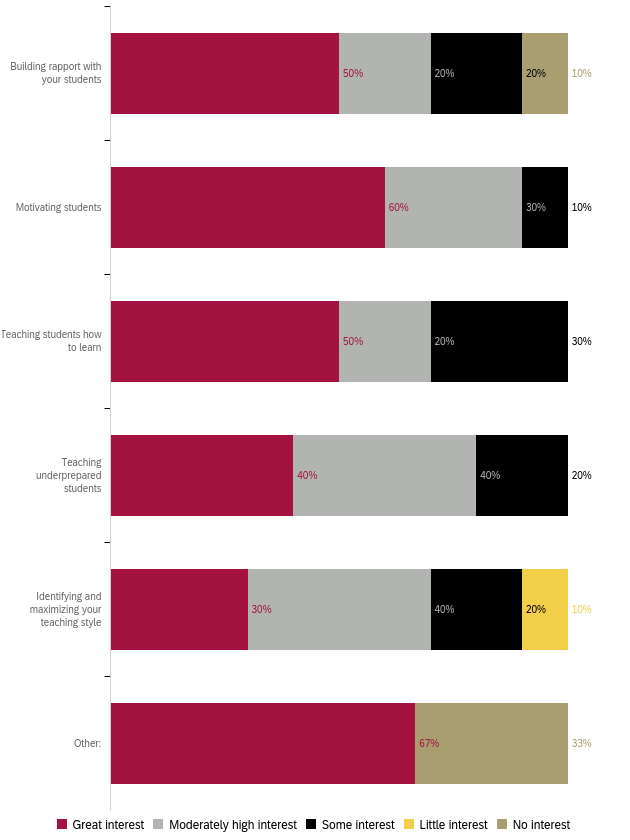 Building rapport with
your students
50%
20%
20%
10%
Motivating students
60%
30%
10%
Teaching students how
to learn
50%
20%
30%
Teaching
underprepared
students
40%
40%
20%
Identifying and
maximizing your
teaching style
30%
40%
20%
10%
Other:
67%
33%
Great interest
Moderately high interest
Some interest
Little interest
No interest